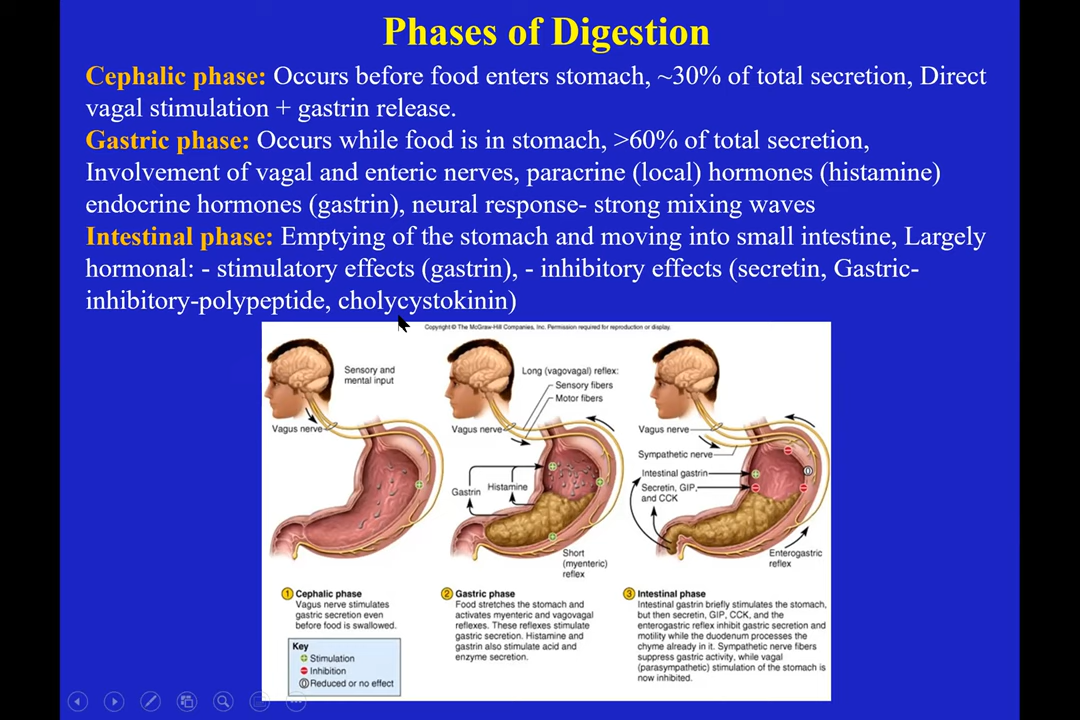 Phases of Digestion
Cephalic phase: Occurs before food enters stomach, ~30% of total secretion, Direct
vagal stimulation + gastrin release.
Gastric phase: Occurs while food is in stomach, >60% of total secretion,
Involvement of vagal and enteric nerves, paracrine (local) hormones (histamine)
endocrine hormones (gastrin), neural response- strong mixing waves
Intestinal phase: Emptying of the stomach and moving into small intestine, Largely
hormonal: - stimulatory effects (gastrin), - inhibitory effects (secretin, Gastric-
inhibitory-polypeptide, cholycystokinin)
Copyright © The McGraw-Hill Companies, Inc. Permission required for reproduction or display.
Sensory and
mental input
Vagus nerve
Long (vagovagal) reflex:
Sensory fibers
Motor fibers
Vagus nerve
Gastrin
Histamine
Short
(myenteric)
reflex
Vagus nerve
Sympathetic nerve
Intestinal gastrin
Secretin, GIP,
and CCK
Enterogastric
reflex
1 Cephalic phase
Vagus nerve stimulates
gastric secretion even
before food is swallowed.
2 Gastric phase
Food stretches the stomach and
activates myenteric and vagovagal
reflexes. These reflexes stimulate
gastric secretion. Histamine and
gastrin also stimulate acid and
enzyme secretion.
3 Intestinal phase
Intestinal gastrin briefly stimulates the stomach,
but then secretin, GIP, CCK, and the
enterogastric reflex inhibit gastric secretion and
motility while the duodenum processes the
chyme already in it. Sympathetic nerve fibers
suppress gastric activity, while vagal
(parasympathetic) stimulation of the stomach is
now inhibited.
Key
Stimulation
Inhibition
Reduced or no effect